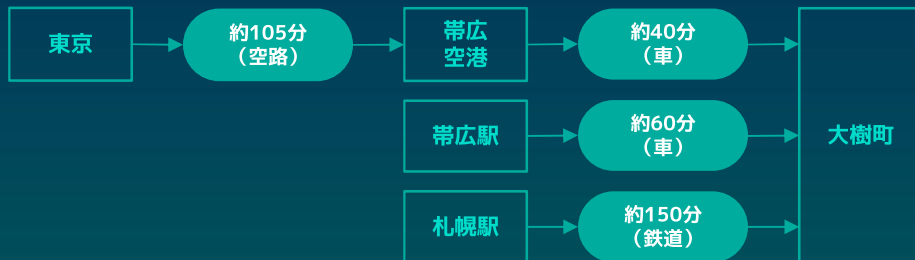 東京
約105分
（空路）
帯広
空港
約40分
（車）
帯広駅
約60分
（車）
大樹町
札幌駅
約150分
（鉄道）